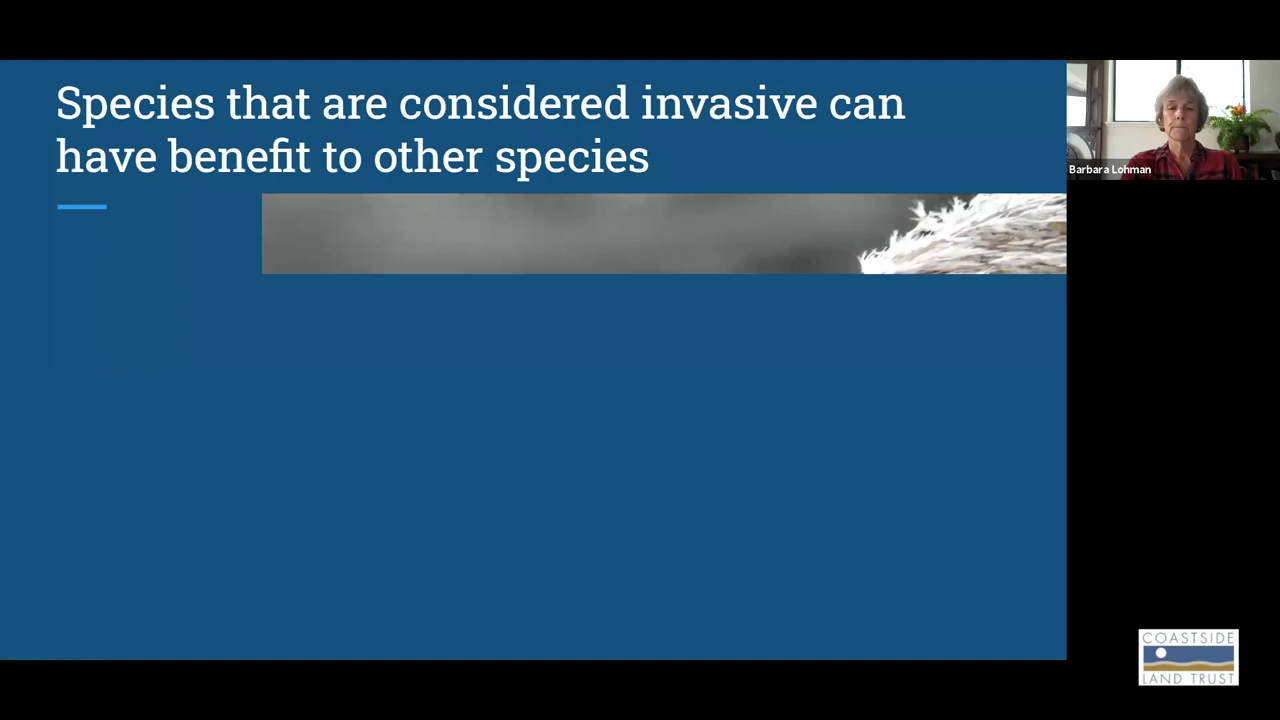 Species that are considered invasive can
have benefit to other species
Barbara Lohman
COASTSIDE
LAND TRUST